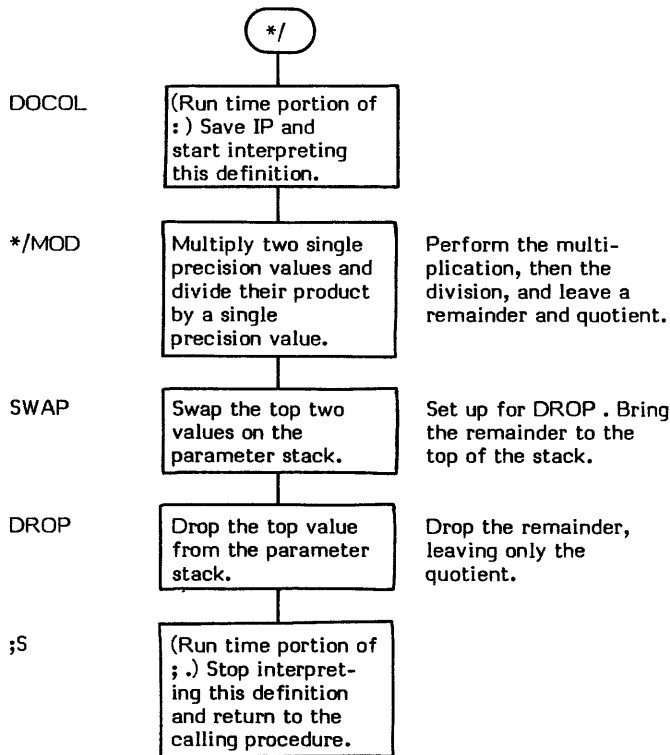 */
DOCOL
(Run time portion of
: ) Save IP and
start interpreting
this definition.
*/MOD
Multiply two single
precision values and
divide their product
by a single
precision value.
Perform the multi-
plication, then the
division, and leave a
remainder and quotient.
SWAP
Swap the top two
values on the
parameter stack.
Set up for DROP . Bring
the remainder to the
top of the stack.
DROP
Drop the top value
from the parameter
stack.
Drop the remainder,
leaving only the
quotient.
;S
(Run time portion of
; .) Stop interpret-
ing this definition
and return to the
calling procedure.